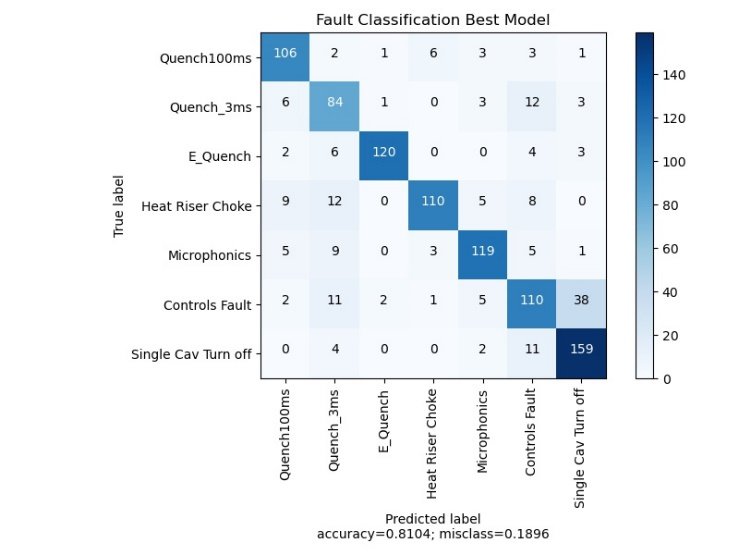 Fault Classification Best Model
Quench100ms 106 2 1 6 3 3 1
Quench_3ms 6 84 1 0 3 12 3
E_Quench 2 6 120 0 0 4 3
Heat Riser Choke 9 12 0 110 5 8 0
Microphonics 5 9 0 3 119 5 1
Controls Fault 2 11 2 1 5 110 38
Single Cav Turn off 0 4 0 0 2 11 159
True label
Quench100ms
Quench_3ms
E_Quench
Heat Riser Choke
Microphonics
Controls Fault
Single Cav Turn off
Predicted label
accuracy=0.8104; misclass=0.1896
140
120
100
80
60
40
20
0